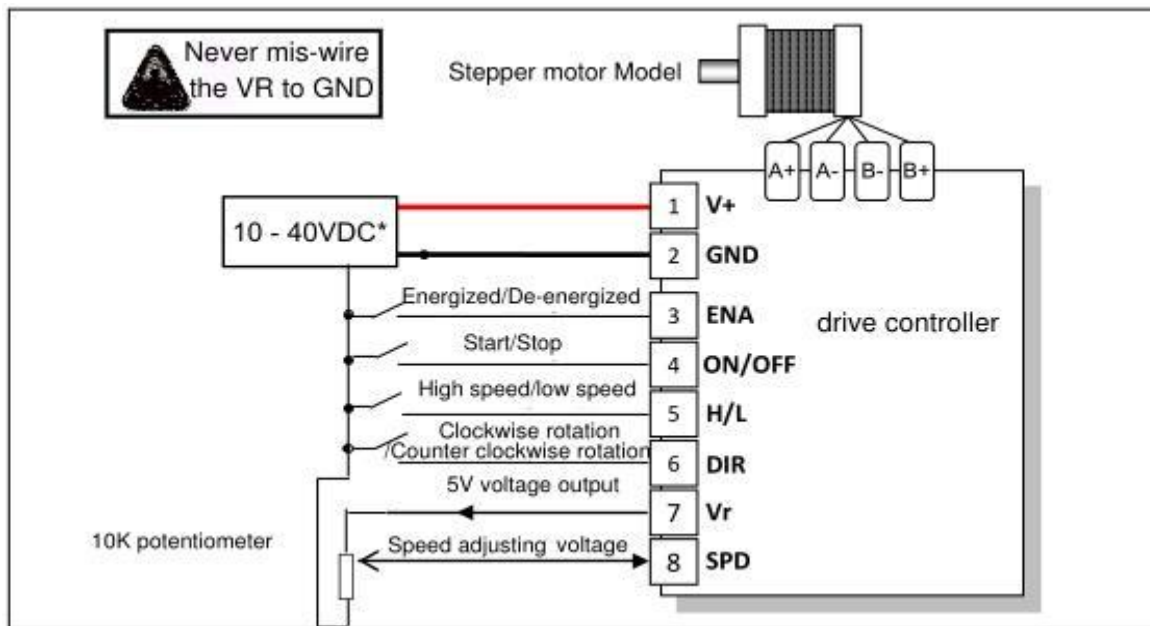 Never mis-wire
the VR to GND
Stepper motor Model
A+ A- B- B+
10 - 40VDC*
1 V+
2 GND
Energized/De-energized
3 ENA
drive controller
Start/Stop
4 ON/OFF
High speed/low speed
5 H/L
Clockwise rotation
/Counter clockwise rotation
6 DIR
5V voltage output
7 Vr
10K potentiometer
Speed adjusting voltage
8 SPD